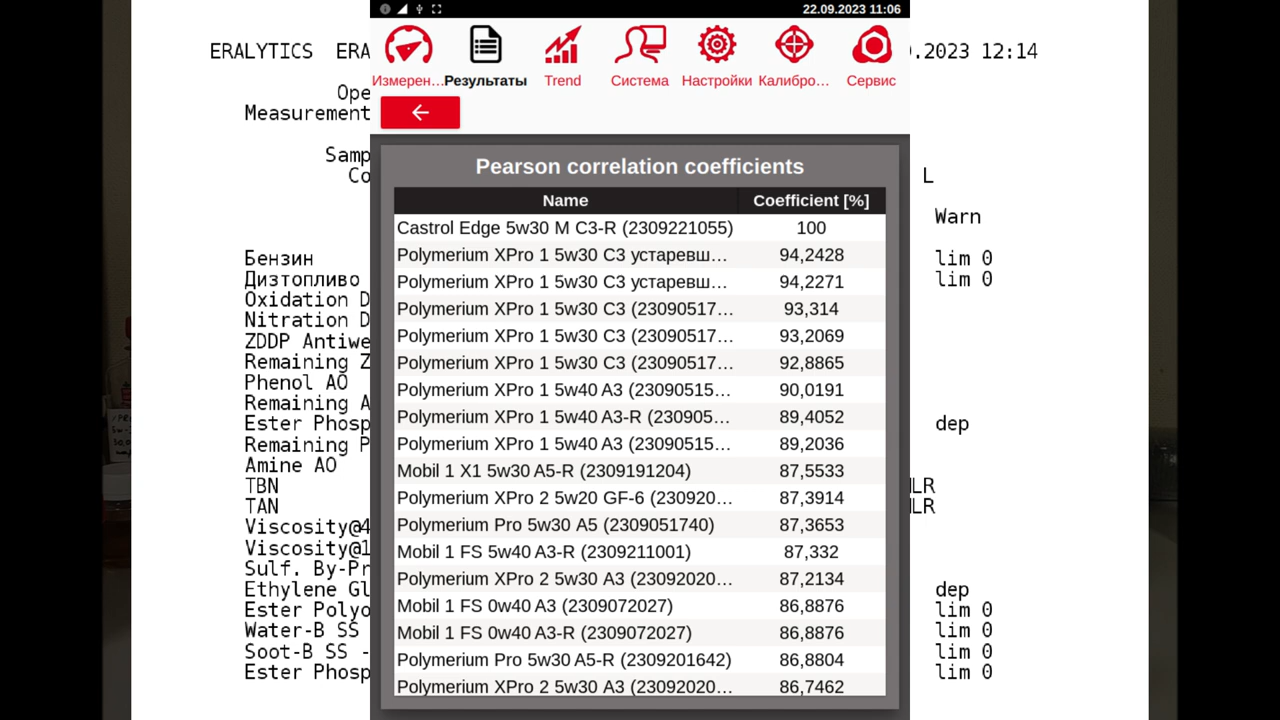 22.09.2023 11:06
ERALYTICS ERA
.2023 12:14
Измерен... Результаты Trend Система Настройки Калибро... Сервис
Ope
Measurement
Pearson correlation coefficients
Samp
Co
L
Name Coefficient [%]
Warn
Castrol Edge 5w30 M C3-R (2309221055) 100
Polymerium XPro 1 5w30 C3 устаревш... 94,2428
Polymerium XPro 1 5w30 C3 устаревш... 94,2271
Polymerium XPro 1 5w30 C3 (23090517... 93,314
Polymerium XPro 1 5w30 C3 (23090517... 93,2069
Polymerium XPro 1 5w30 C3 (23090517... 92,8865
Polymerium XPro 1 5w40 A3 (23090515... 90,0191
Polymerium XPro 1 5w40 A3-R (230905... 89,4052
Polymerium XPro 1 5w40 A3 (23090515... 89,2036
Mobil 1 X1 5w30 A5-R (2309191204) 87,5533
Polymerium XPro 2 5w20 GF-6 (230920... 87,3914
Polymerium Pro 5w30 A5 (2309051740) 87,3653
Mobil 1 FS 5w40 A3-R (2309211001) 87,332
Polymerium XPro 2 5w30 A3 (23092020... 87,2134
Mobil 1 FS 0w40 A3 (2309072027) 86,8876
Mobil 1 FS 0w40 A3-R (2309072027) 86,8876
Polymerium Pro 5w30 A5-R (2309201642) 86,8804
Polymerium XPro 2 5w30 A3 (23092020... 86,7462
Бензин lim 0
Дизтопливо lim 0
Oxidation D
Nitration D
ZDDP Antiwe
Remaining Z
Phenol AO
Remaining A
Ester Phosp dep
Remaining P
Amine AO
TBN LR
TAN LR
Viscosity@4
Viscosity@1
Sulf. By-Pr
Ethylene Gl dep
Ester Polyo lim 0
Water-B SS lim 0
Soot-B SS - lim 0
Ester Phosp lim 0